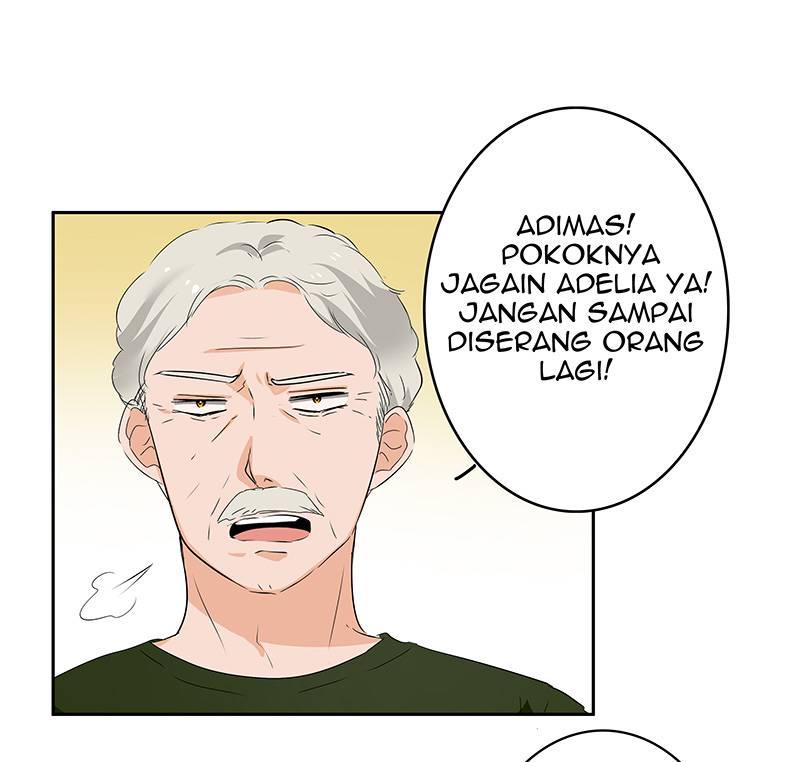 ADIMAS!
POKOKNYA
JAGAIN ADELIA YA!
JANGAN SAMPAI
DISERANG ORANG
LAGI!